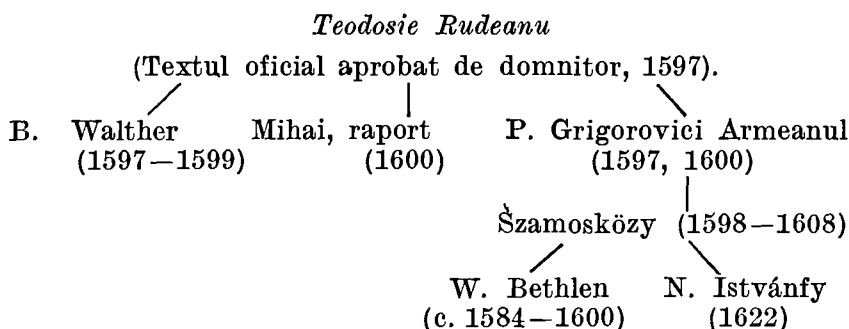 Teodosie Rudeanu
(Textul oficial aprobat de domnitor, 1597).
B. Walther Mihai, raport P. Grigorovici Armeanul
(1597—1599) (1600) (1597, 1600)
Szamosközy (1598—1608)
W. Bethlen N. Istvánfy
(c. 1584—1600) (1622)